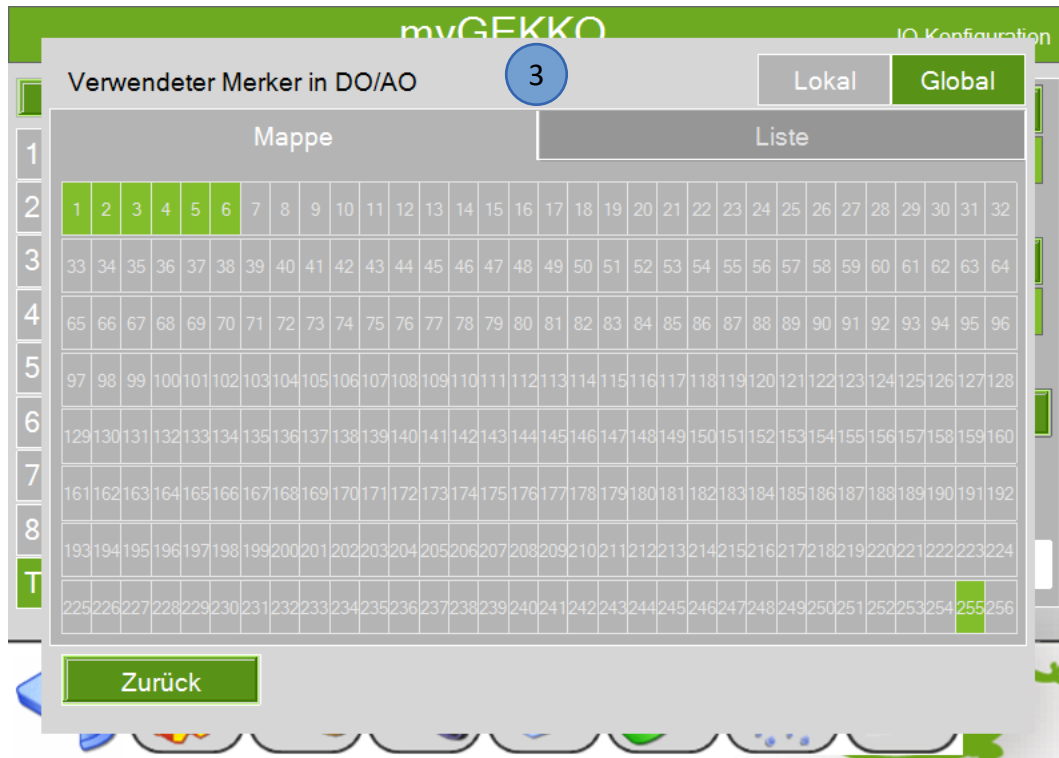 myGEKKO
IO Konfiguration
Verwendeter Merker in DO/AO
3
Lokal
Global
Mappe
Liste
1 2 3 4 5 6 7 8 9 10 11 12 13 14 15 16 17 18 19 20 21 22 23 24 25 26 27 28 29 30 31 32
33 34 35 36 37 38 39 40 41 42 43 44 45 46 47 48 49 50 51 52 53 54 55 56 57 58 59 60 61 62 63 64
65 66 67 68 69 70 71 72 73 74 75 76 77 78 79 80 81 82 83 84 85 86 87 88 89 90 91 92 93 94 95 96
97 98 99 100 101 102 103 104 105 106 107 108 109 110 111 112 113 114 115 116 117 118 119 120 121 122 123 124 125 126 127 128
129 130 131 132 133 134 135 136 137 138 139 140 141 142 143 144 145 146 147 148 149 150 151 152 153 154 155 156 157 158 159 160
161 162 163 164 165 166 167 168 169 170 171 172 173 174 175 176 177 178 179 180 181 182 183 184 185 186 187 188 189 190 191 192
193 194 195 196 197 198 199 200 201 202 203 204 205 206 207 208 209 210 211 212 213 214 215 216 217 218 219 220 221 222 223 224
225 226 227 228 229 230 231 232 233 234 235 236 237 238 239 240 241 242 243 244 245 246 247 248 249 250 251 252 253 254 255 256
1
2
3
4
5
6
7
8
T
Zurück